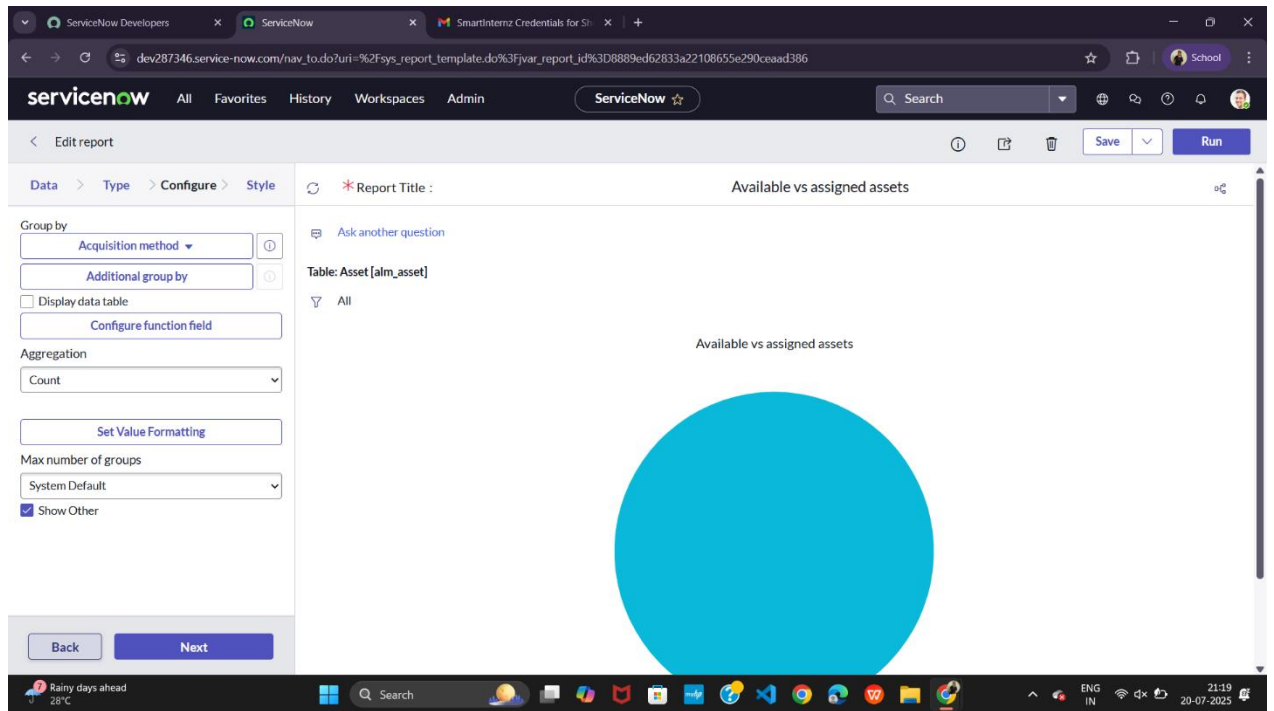 ServiceNow Developers
ServiceNow
SmartInternz Credentials for Sh
dev287346.service-now.com/nav_to.do?uri=%2Fsys_report_template.do%3Fjvar_report_id%3D8889ed62833a22108655e290ceaad386
School
servicenow All Favorites History Workspaces Admin ServiceNow Search
Edit report Save Run
Data > Type > Configure > Style
* Report Title : Available vs assigned assets
Group by
Acquisition method
Additional group by
Display data table
Configure function field
Aggregation
Count
Set Value Formatting
Max number of groups
System Default
Show Other
Back Next
Ask another question
Table: Asset [alm_asset]
All
Available vs assigned assets
7
Rainy days ahead
28°C
Search
ENG
IN
21:19
20-07-2025